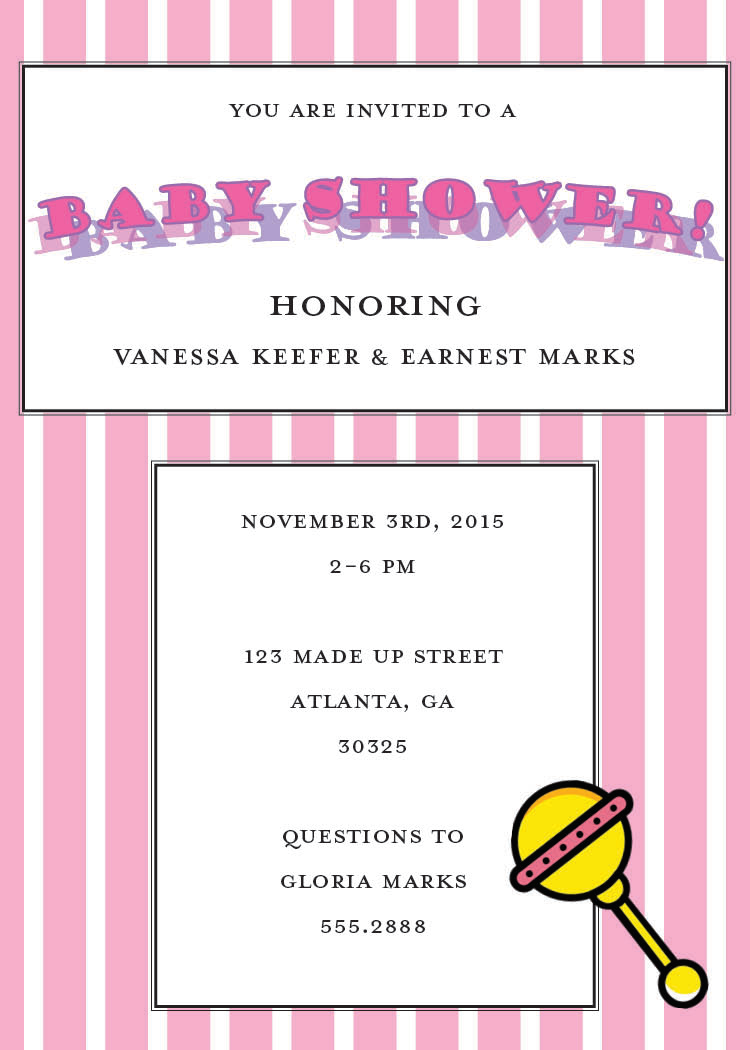 YOU ARE INVITED TO A
BABY SHOWER!
HONORING
VANESSA KEEFER & EARNEST MARKS
NOVEMBER 3RD, 2015
2-6 PM
123 MADE UP STREET
ATLANTA, GA
30325
QUESTIONS TO
GLORIA MARKS
555.2888